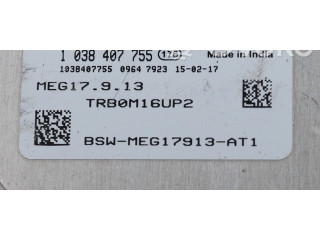 1 038 407 755 178 Made in India
1038407755 0964 7923 15-02-17
MEG17.9.13
TRB0M16UP2
BSW-MEG17913-AT1